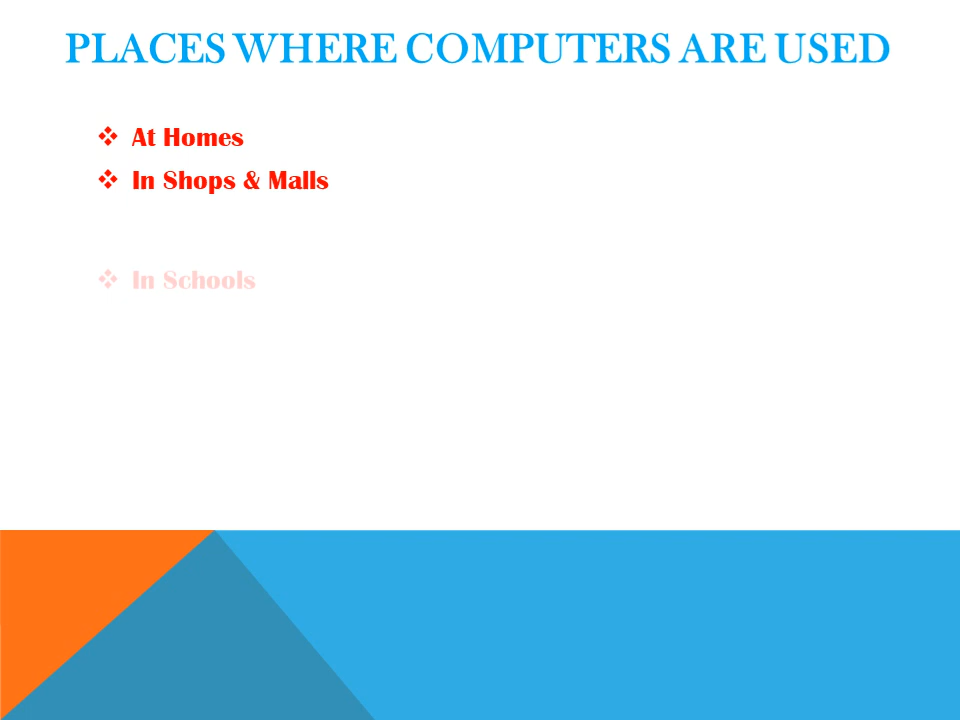 PLACES WHERE COMPUTERS ARE USED
❖ At Homes
❖ In Shops & Malls
❖ In Schools